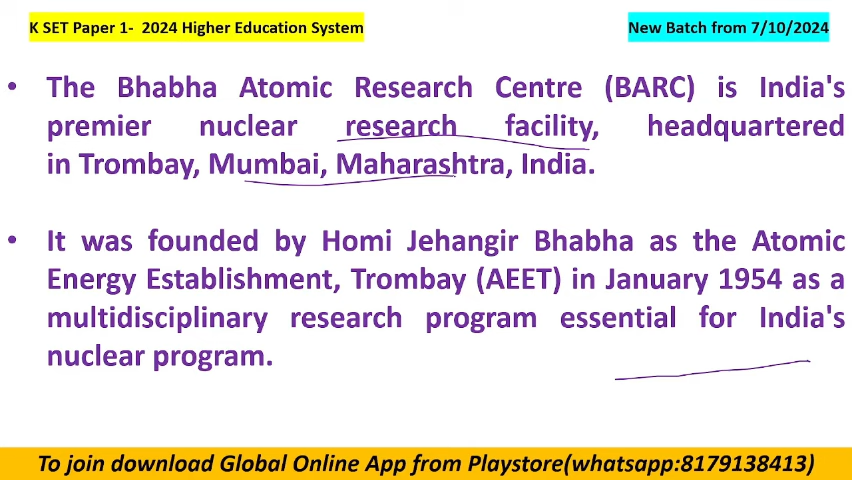 K SET Paper 1-  2024 Higher Education System
New Batch from 7/10/2024
• The Bhabha Atomic Research Centre (BARC) is India's
premier nuclear research facility, headquartered
in Trombay, Mumbai, Maharashtra, India.
• It was founded by Homi Jehangir Bhabha as the Atomic
Energy Establishment, Trombay (AEET) in January 1954 as a
multidisciplinary research program essential for India's
nuclear program.
To join download Global Online App from Playstore(whatsapp:8179138413)